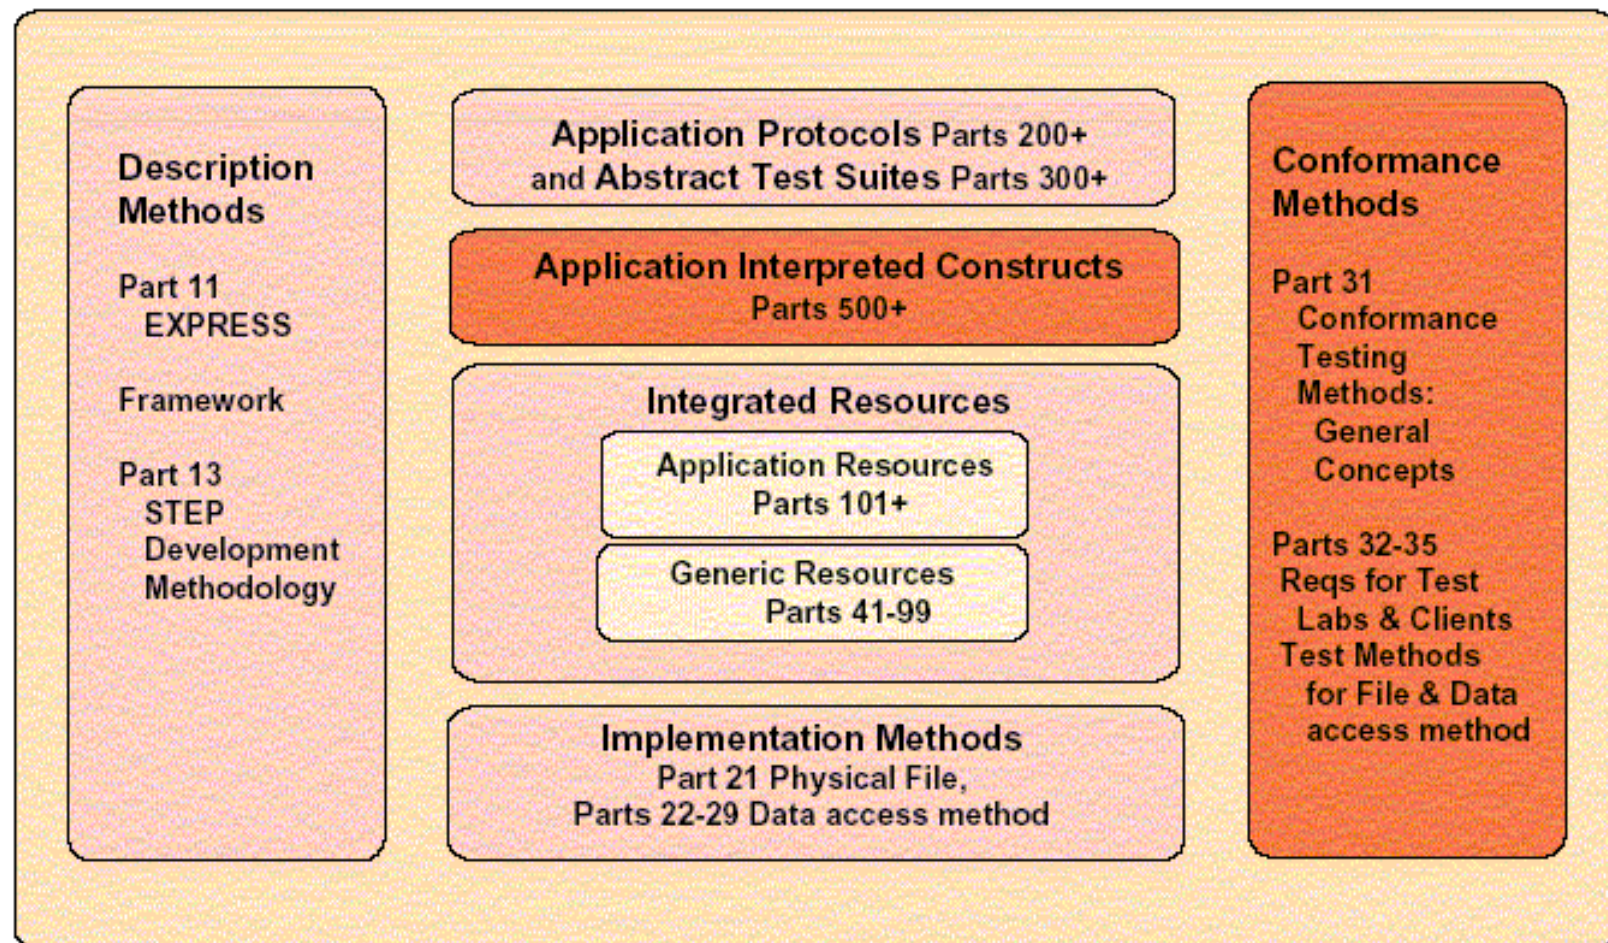 Description
Methods
Part 11
EXPRESS
Framework
Part 13
STEP
Development
Methodology
Application Protocols Parts 200+
and Abstract Test Suites Parts 300+
Application Interpreted Constructs
Parts 500+
Integrated Resources
Application Resources
Parts 101+
Generic Resources
Parts 41-99
Implementation Methods
Part 21 Physical File,
Parts 22-29 Data access method
Conformance
Methods
Part 31
Conformance
Testing
Methods:
General
Concepts
Parts 32-35
Reqs for Test
Labs & Clients
Test Methods
for File & Data
access method